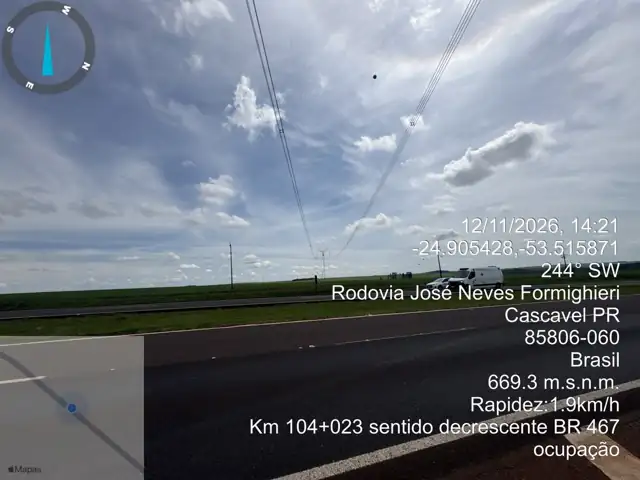 S
W
N
E
12/11/2026, 14:21
-24.905428,-53.515871
244° SW
Rodovia José Neves Formighieri
Cascavel PR
85806-060
Brasil
669.3 m.s.n.m.
Rapidez:1.9km/h
Km 104+023 sentido decrescente BR 467
ocupação
Mapas